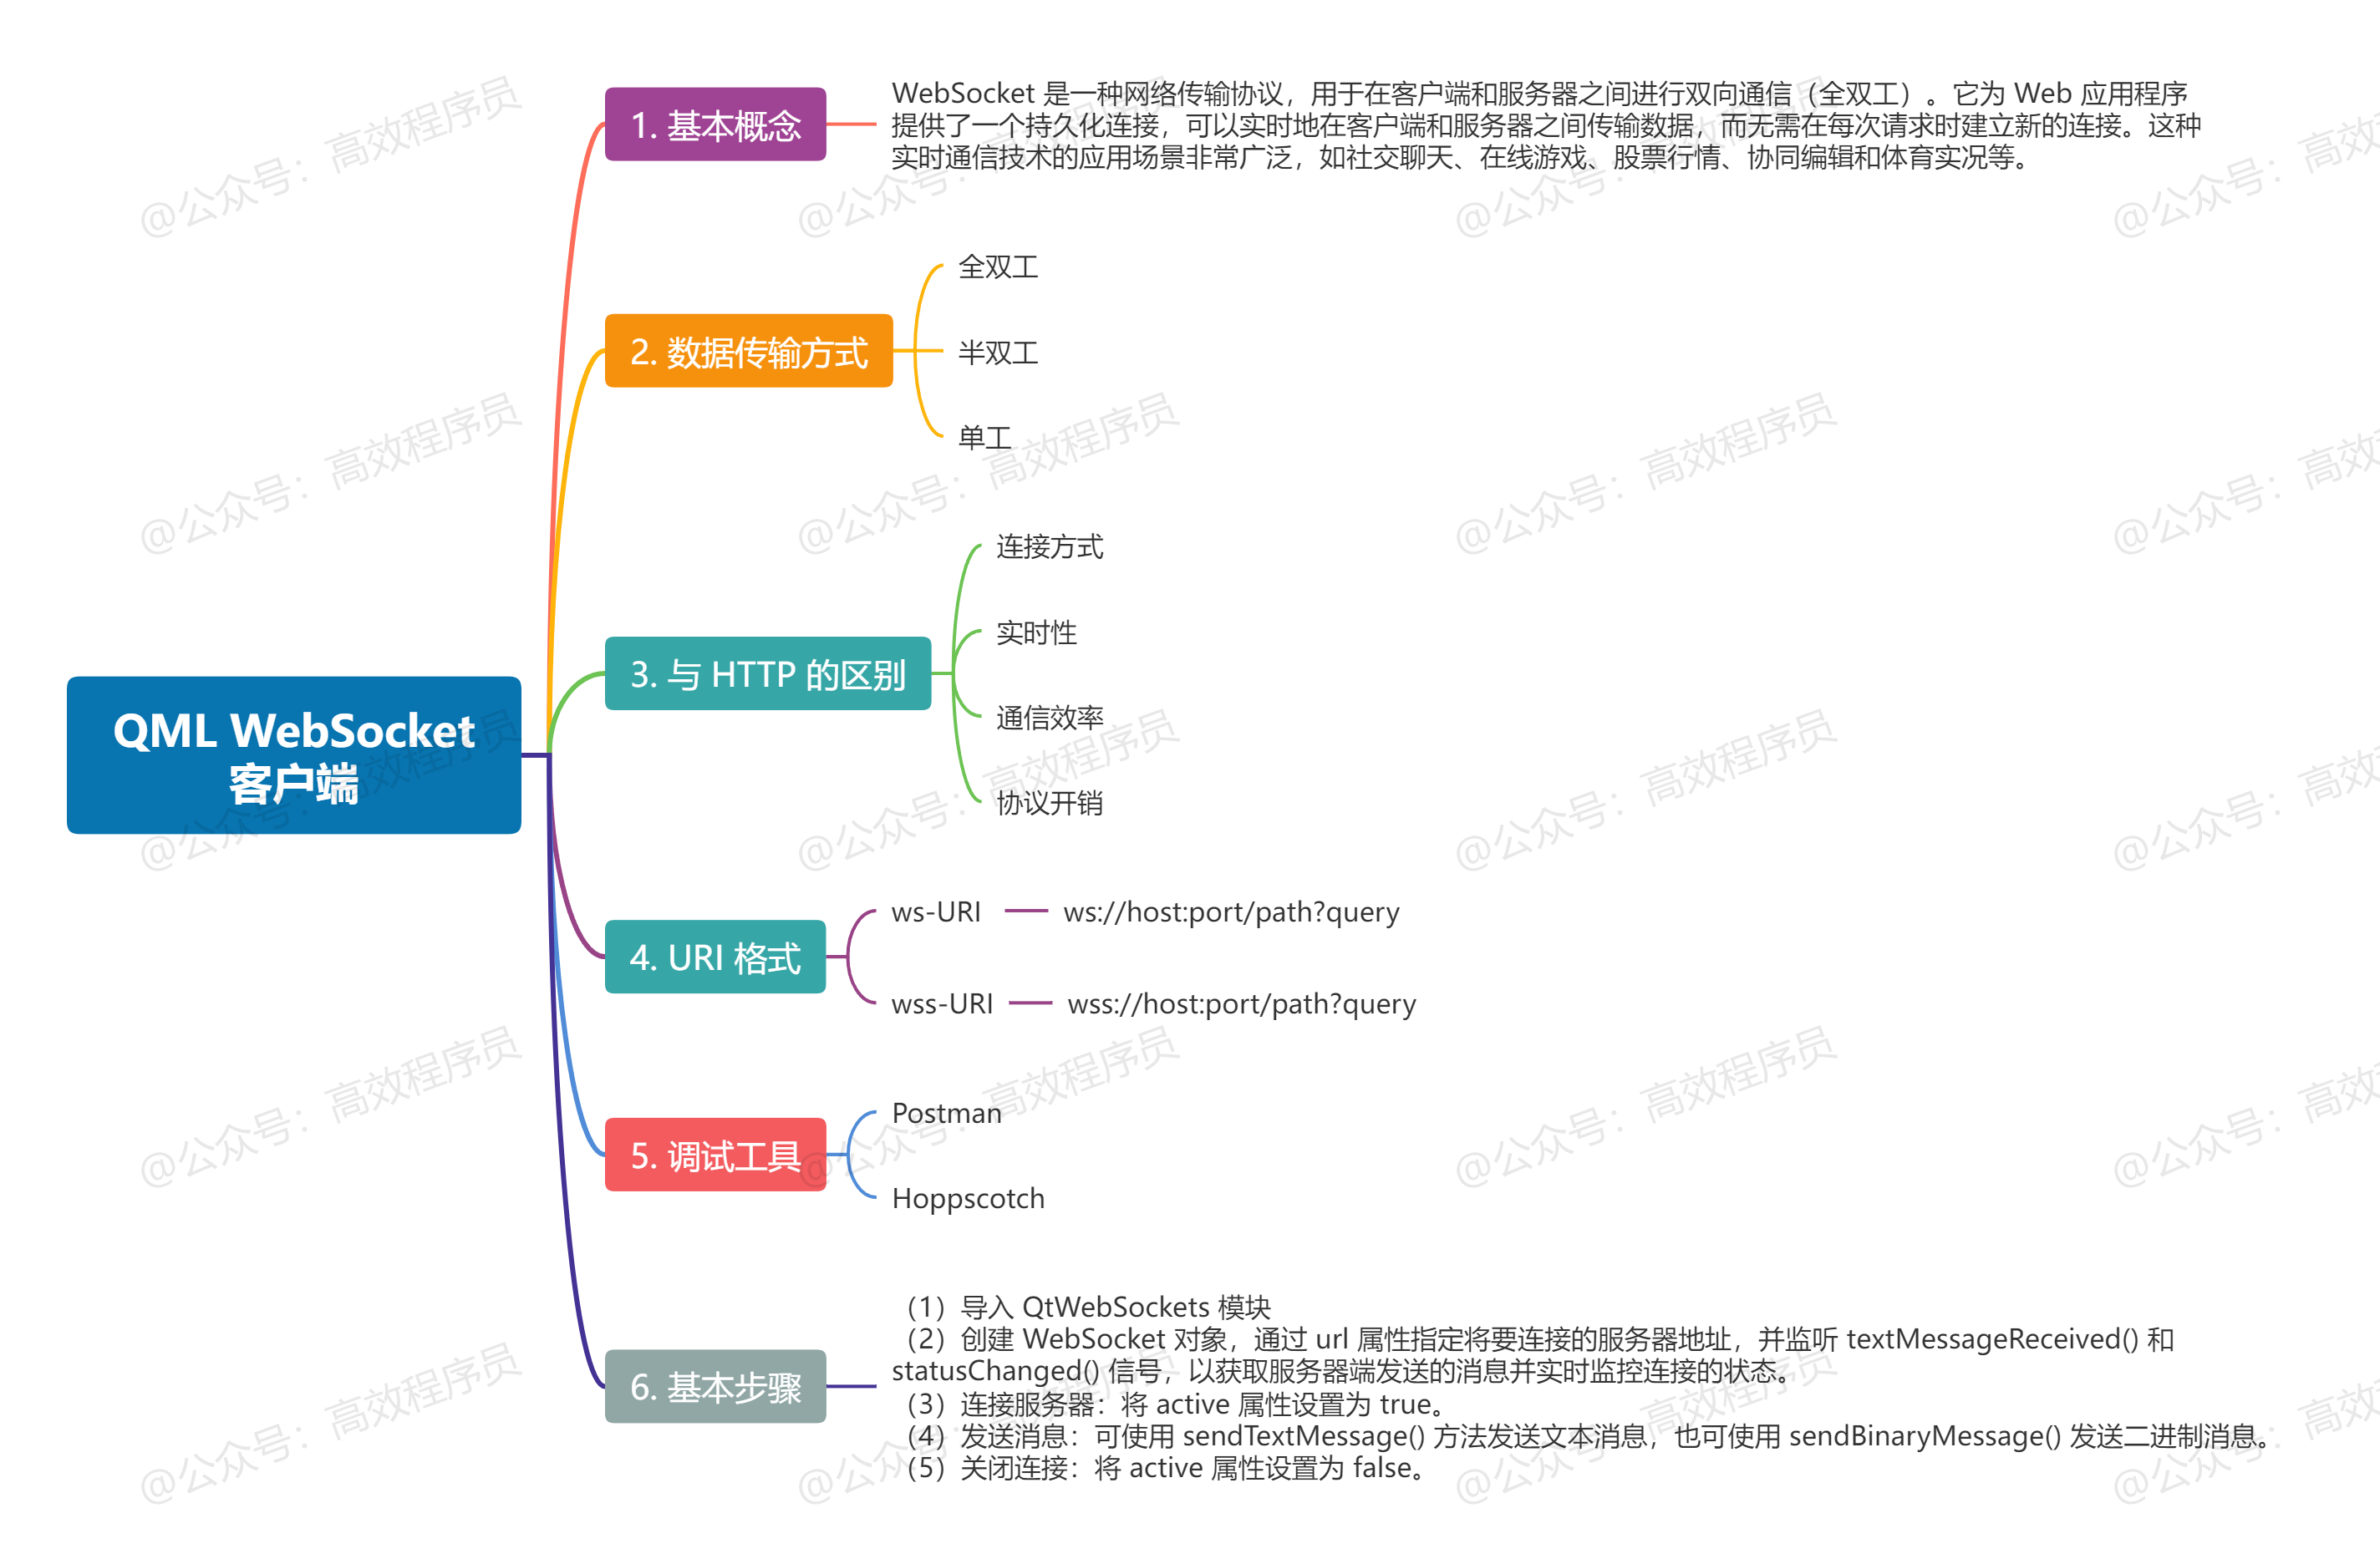 QML WebSocket
客户端
1. 基本概念
WebSocket 是一种网络传输协议，用于在客户端和服务器之间进行双向通信（全双工）。它为 Web 应用程序
提供了一个持久化连接，可以实时地在客户端和服务器之间传输数据，而无需在每次请求时建立新的连接。这种
实时通信技术的应用场景非常广泛，如社交聊天、在线游戏、股票行情、协同编辑和体育实况等。
2. 数据传输方式
全双工
半双工
单工
3. 与 HTTP 的区别
连接方式
实时性
通信效率
协议开销
4. URI 格式
ws-URI
ws://host:port/path?query
wss-URI
wss://host:port/path?query
5. 调试工具
Postman
Hoppscotch
6. 基本步骤
（1）导入 QtWebSockets 模块
（2）创建 WebSocket 对象，通过 url 属性指定将要连接的服务器地址，并监听 textMessageReceived() 和
statusChanged() 信号，以获取服务器端发送的消息并实时监控连接的状态。
（3）连接服务器：将 active 属性设置为 true。
（4）发送消息：可使用 sendTextMessage() 方法发送文本消息，也可使用 sendBinaryMessage() 发送二进制消息。
（5）关闭连接：将 active 属性设置为 false。
@公众号：高效程序员